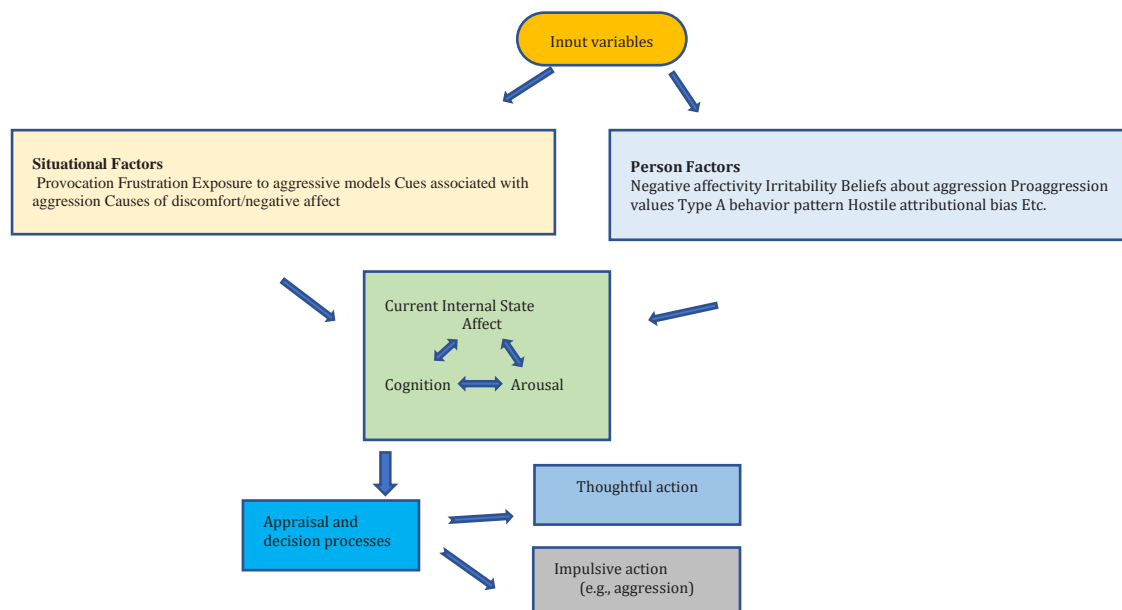 Input variables
Situational Factors
Provocation Frustration Exposure to aggressive models Cues associated with
aggression Causes of discomfort/negative affect
Person Factors
Negative affectivity Irritability Beliefs about aggression Proaggression
values Type A behavior pattern Hostile attributional bias Etc.
Current Internal State
Affect
Cognition Arousal
Thoughtful action
Appraisal and
decision processes
Impulsive action
(e.g., aggression)